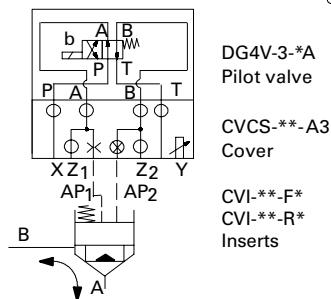 A B
b
P T
P A B T
X Z1 Z2 Y
AP1 AP2
B
A
DG4V-3-*A
Pilot valve
CVCS-**-A3
Cover
CVI-**-F*
CVI-**-R*
Inserts